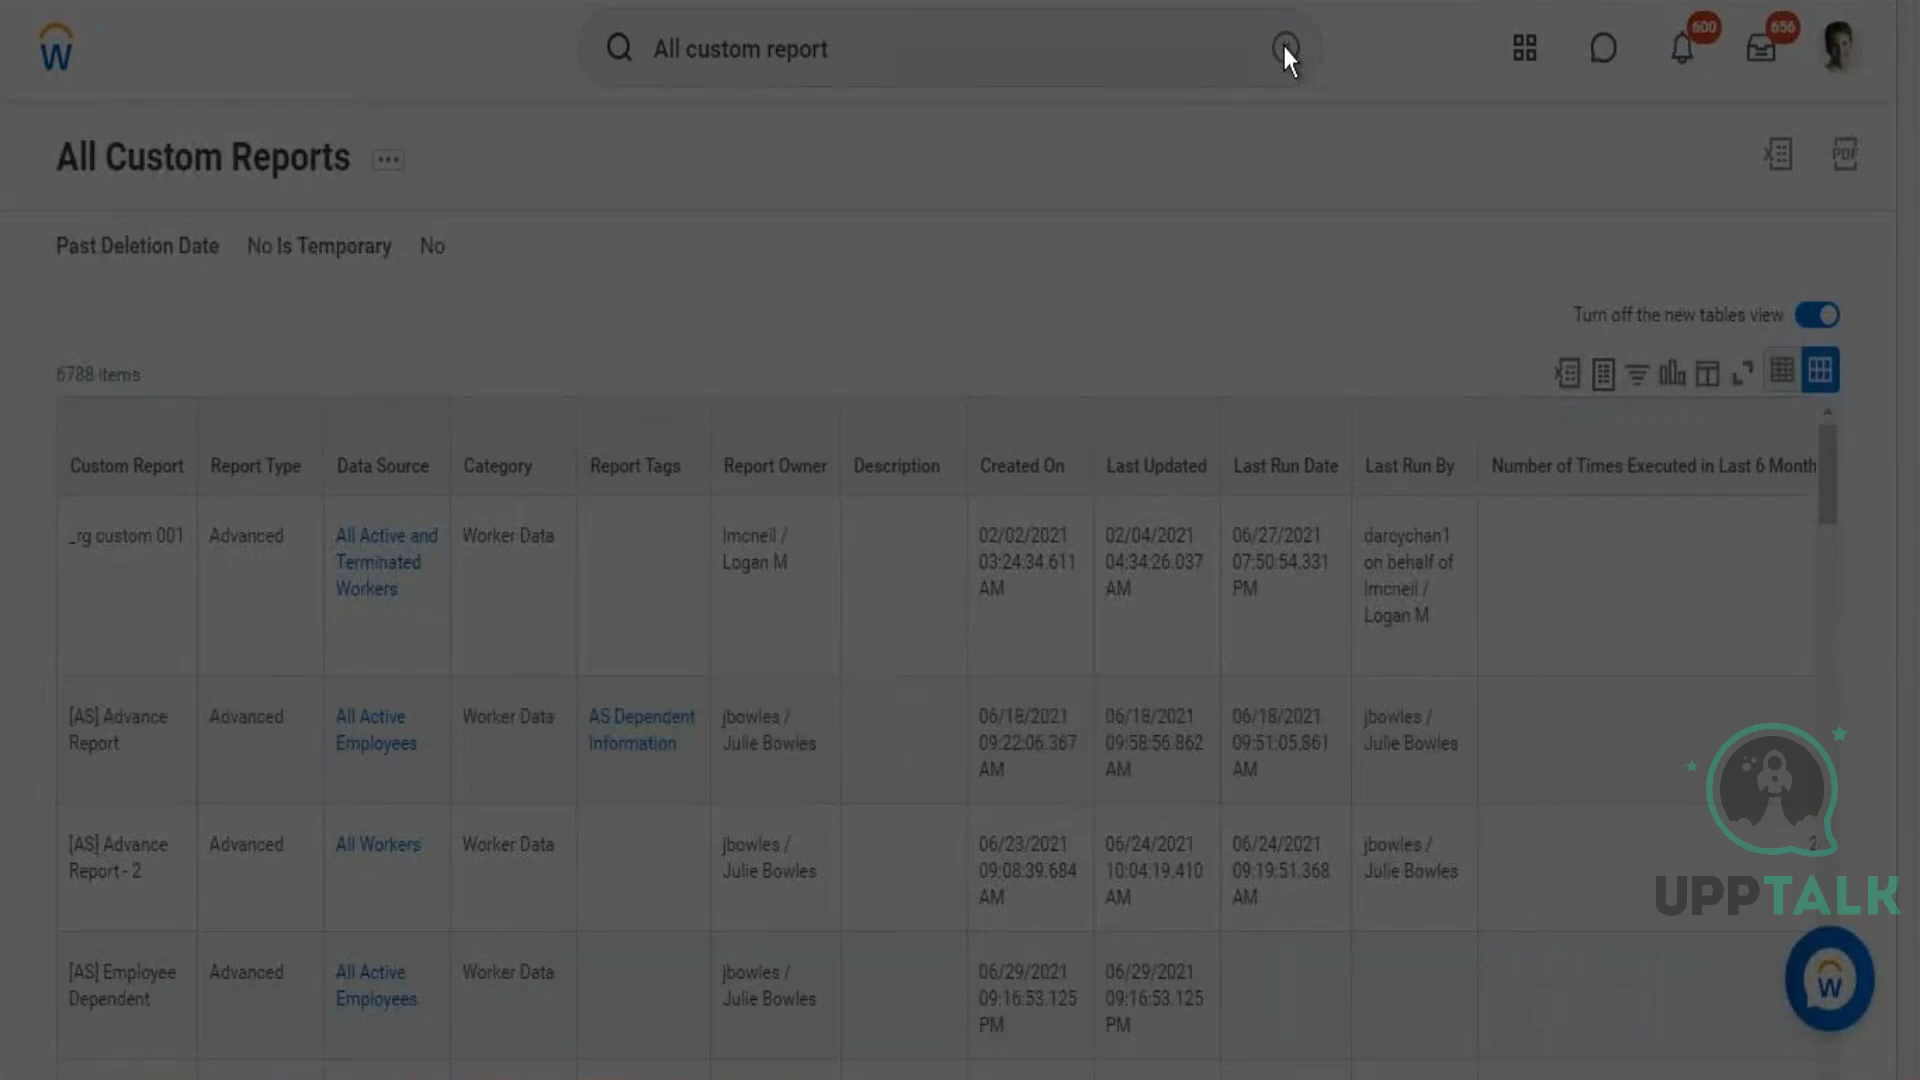 W
All custom report
600
656
All Custom Reports
PDF
Past Deletion Date No Is Temporary No
Turn off the new tables view
6788 items
Custom Report Report Type Data Source Category Report Tags Report Owner Description Created On Last Updated Last Run Date Last Run By Number of Times Executed in Last 6 Month
_rg custom 001 Advanced All Active and Worker Data lmcneil / 02/02/2021 02/04/2021 06/27/2021 darcychan1
Terminated Logan M 03:24:34.611 04:34:26.037 07:50:54.331 on behalf of
Workers AM AM PM lmcneil /
Logan M
[AS] Advance Advanced All Active Worker Data AS Dependent jbowles / 06/18/2021 06/18/2021 06/18/2021 jbowles /
Report Employees Information Julie Bowles 09:22:06.367 09:58:56.862 09:51:05.861 Julie Bowles
AM AM AM
[AS] Advance Advanced All Workers Worker Data jbowles / 06/23/2021 06/24/2021 06/24/2021 jbowles / 2
Report - 2 Julie Bowles 09:08:39.684 10:04:19.410 09:19:51.368 Julie Bowles
AM AM AM
UPPTALK
[AS] Employee Advanced All Active Worker Data jbowles / 06/29/2021 06/29/2021
Dependent Employees Julie Bowles 09:16:53.125 09:16:53.125
PM PM
W